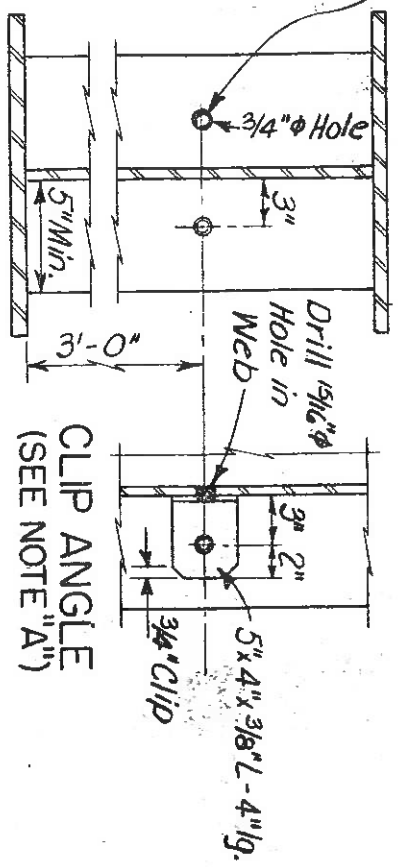 3/4"φ Hole
3"
5" Min.
3'-0"
Drill 15/16"φ
Hole in
Web
3"
2"
5"x4"x3/8"L-4"lg.
3/4" Clip
CLIP ANGLE
(SEE NOTE "A")